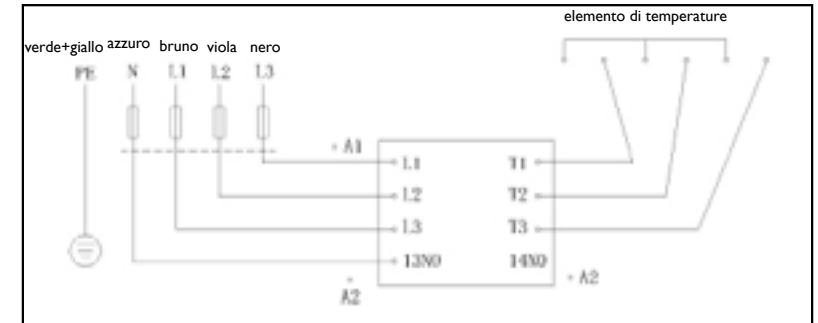 elemento di temperature
verde+giallo azzuro bruno viola nero
PE N L1 L2 L3
A1
L1 T1
L2 T2
L3 T3
13NO 14NO
A2 A2